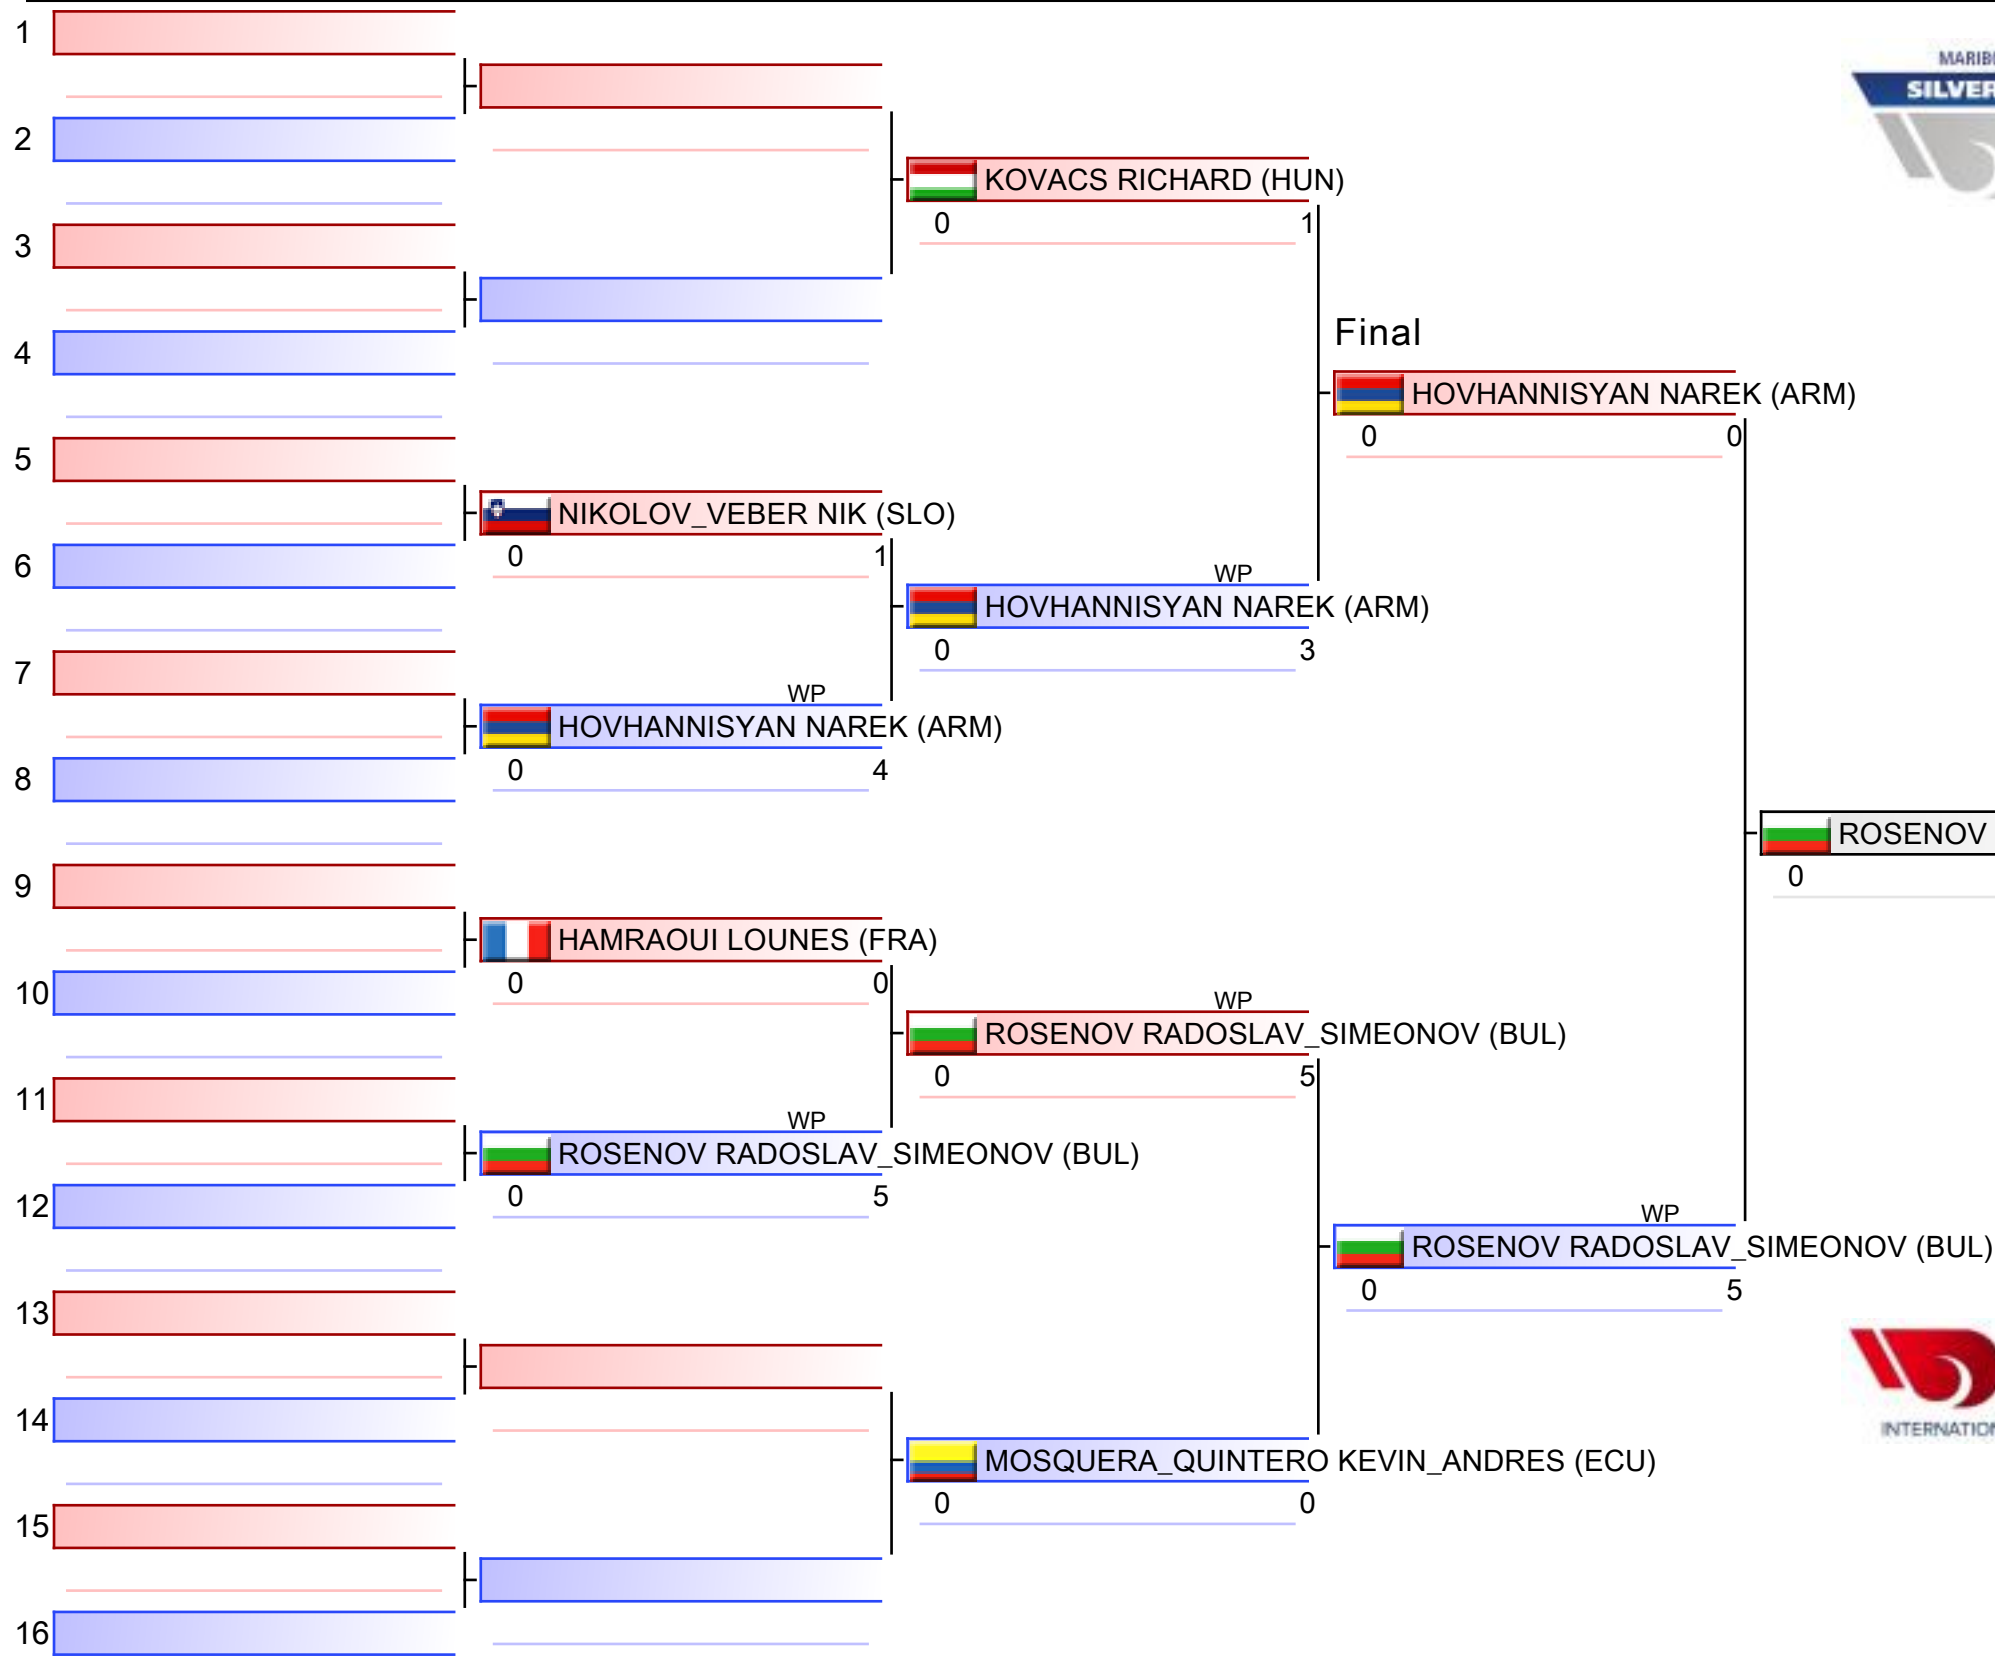 1
MARIB
SILVER
2
KOVACS RICHARD (HUN)
0 1
3
Final
4
HOVHANNISYAN NAREK (ARM)
0 0
5
NIKOLOV_VEBER NIK (SLO)
0 1
6
WP
HOVHANNISYAN NAREK (ARM)
0 3
7
WP
HOVHANNISYAN NAREK (ARM)
0 4
8
ROSENOV
0
9
HAMRAOUI LOUNES (FRA)
0 0
10
WP
ROSENOV RADOSLAV_SIMEONOV (BUL)
0 5
11
WP
ROSENOV RADOSLAV_SIMEONOV (BUL)
0 5
12
WP
ROSENOV RADOSLAV_SIMEONOV (BUL)
0 5
13
14
INTERNATION
MOSQUERA_QUINTERO KEVIN_ANDRES (ECU)
0 0
15
16